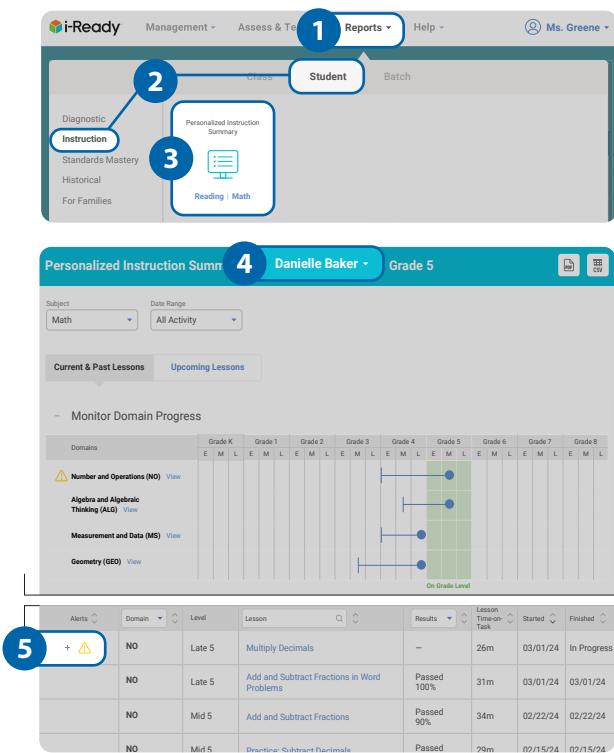 i-Ready Management Assess & Te 1 Reports Help Ms. Greene
2 Class Student Batch
Diagnostic
Instruction
Standards Mastery
Historical
For Families
3
Personalized Instruction
Summary
Reading | Math
Personalized Instruction Summ 4 Danielle Baker Grade 5 PDF CSV
Subject Date Range
Math All Activity
Current & Past Lessons Upcoming Lessons
– Monitor Domain Progress
Domains Grade K Grade 1 Grade 2 Grade 3 Grade 4 Grade 5 Grade 6 Grade 7 Grade 8
E M L E M L E M L E M L E M L E M L E M L E M L E M L
Number and Operations (NO) View
Algebra and Algebraic
Thinking (ALG) View
Measurement and Data (MS) View
Geometry (GEO) View
On Grade Level
Alerts Domain Level Lesson Results Lesson Time-on-Task Started Finished
5 + NO Late 5 Multiply Decimals – 26m 03/01/24 In Progress
NO Late 5 Add and Subtract Fractions in Word Problems Passed 100% 31m 03/01/24 03/01/24
NO Mid 5 Add and Subtract Fractions Passed 90% 34m 02/22/24 02/22/24
NO Mid 5 Practice: Subtract Decimals Passed 29m 02/15/24 02/15/24